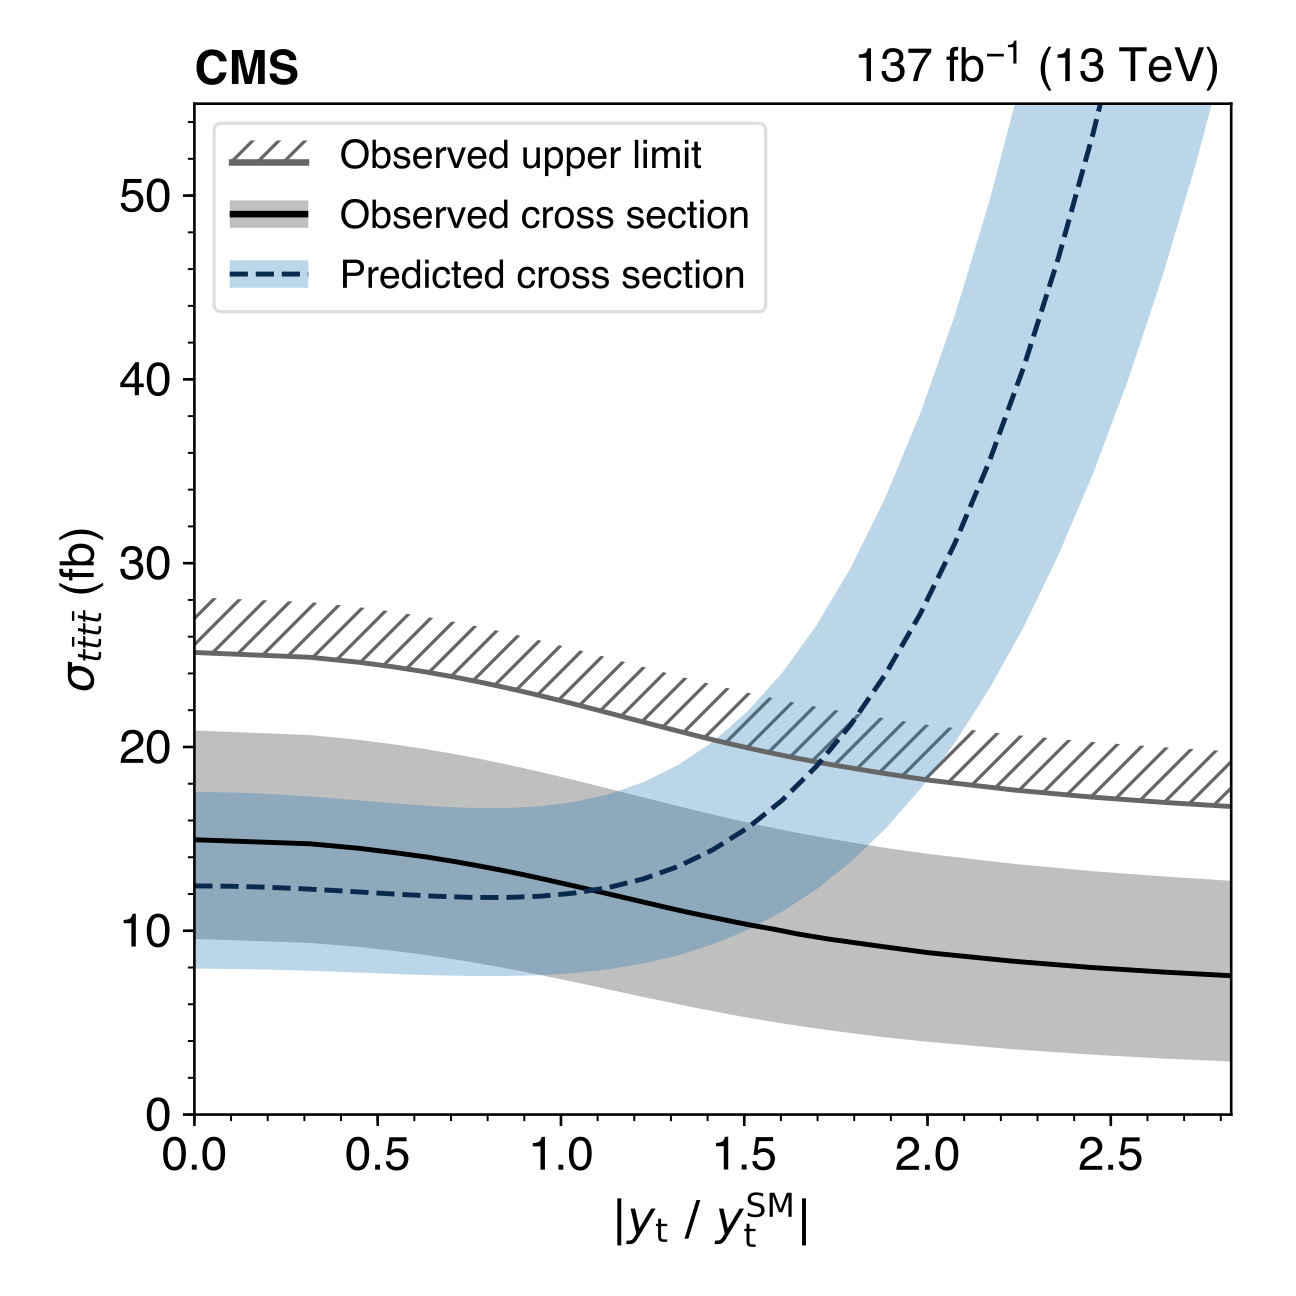 CMS
137 fb⁻¹ (13 TeV)
Observed upper limit
Observed cross section
Predicted cross section
50
40
30
20
10
0
σ_tt̄tt̄ (fb)
0.0 0.5 1.0 1.5 2.0 2.5
|y_t / y_t^SM|